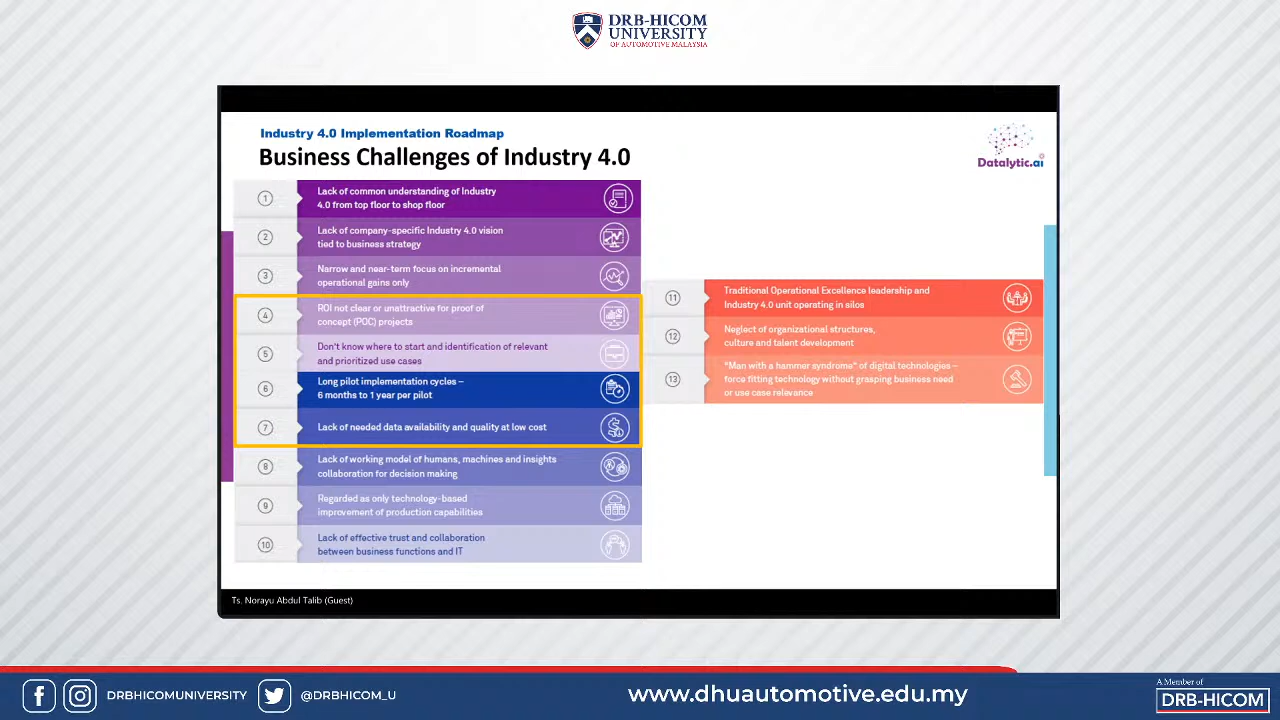 DRB-HICOM
UNIVERSITY
OF AUTOMOTIVE MALAYSIA
Industry 4.0 Implementation Roadmap
Business Challenges of Industry 4.0
Datalytic.ai
1
Lack of common understanding of Industry
4.0 from top floor to shop floor
2
Lack of company-specific Industry 4.0 vision
tied to business strategy
3
Narrow and near-term focus on incremental
operational gains only
4
ROI not clear or unattractive for proof of
concept (POC) projects
5
Don't know where to start and identification of relevant
and prioritized use cases
6
Long pilot implementation cycles –
6 months to 1 year per pilot
7
Lack of needed data availability and quality at low cost
8
Lack of working model of humans, machines and insights
collaboration for decision making
9
Regarded as only technology-based
improvement of production capabilities
10
Lack of effective trust and collaboration
between business functions and IT
11
Traditional Operational Excellence leadership and
Industry 4.0 unit operating in silos
12
Neglect of organizational structures,
culture and talent development
13
"Man with a hammer syndrome" of digital technologies –
force fitting technology without grasping business need
or use case relevance
Ts. Norayu Abdul Talib (Guest)
DRBHICOMUNIVERSITY
@DRBHICOM_U
www.dhuautomotive.edu.my
A Member of
DRB-HICOM